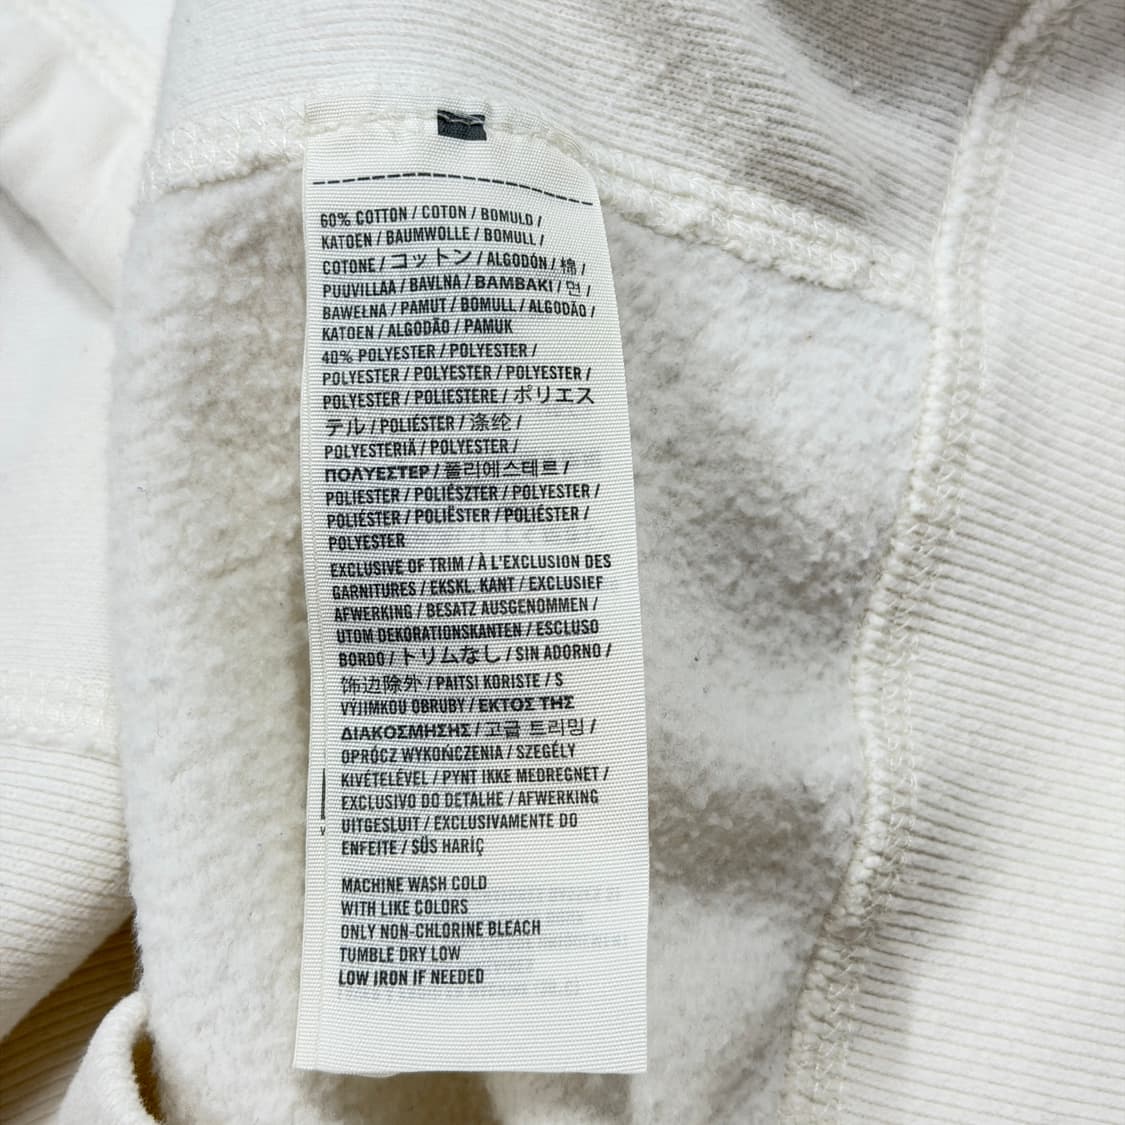 60% COTTON / COTON / BOMULD /
KATOEN / BAUMWOLLE / BOMULL /
COTONE / コットン / ALGODÓN / 棉 /
PUUVILLAA / BAVLNA / BAMBAKI / 면 /
BAWEŁNA / PAMUT / BOMULL / ALGODÃO /
KATOEN / ALGODÃO / PAMUK
40% POLYESTER / POLYESTER /
POLYESTER / POLYESTER / POLYESTER /
POLYESTER / POLIESTERE / ポリエス
テル / POLIÉSTER / 涤纶 /
POLYESTERIÄ / POLYESTER /
ΠΟΛΥΕΣΤΕΡ / 폴리에스테르 /
POLIESTER / POLIÉSZTER / POLYESTER /
POLIÉSTER / POLIËSTER / POLIÉSTER /
POLYESTER
EXCLUSIVE OF TRIM / À L'EXCLUSION DES
GARNITURES / EKSKL. KANT / EXCLUSIEF
AFWERKING / BESATZ AUSGENOMMEN /
UTOM DEKORATIONSKANTEN / ESCLUSO
BORDO / トリムなし / SIN ADORNO /
饰边除外 / PAITSI KORISTE / S
VÝJIMKOU OBRUBY / ΕΚΤΟΣ ΤΗΣ
ΔΙΑΚΟΣΜΗΣΗΣ / 고급 트리밍 /
OPRÓCZ WYKOŃCZENIA / SZEGÉLY
KIVÉTELÉVEL / PYNT IKKE MEDREGNET /
EXCLUSIVO DO DETALHE / AFWERKING
UITGESLUIT / EXCLUSIVAMENTE DO
ENFEITE / SÜS HARİÇ
MACHINE WASH COLD
WITH LIKE COLORS
ONLY NON-CHLORINE BLEACH
TUMBLE DRY LOW
LOW IRON IF NEEDED